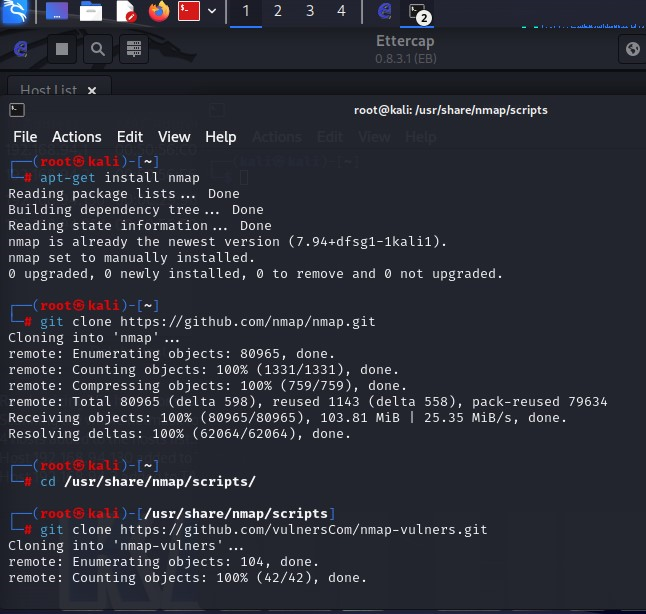 1 2 3 4
2
Ettercap
0.8.3.1 (EB)
Host List ×
root@kali: /usr/share/nmap/scripts
File Actions Edit View Help
┌──(root㉿kali)-[~]
└─# apt-get install nmap
Reading package lists... Done
Building dependency tree... Done
Reading state information... Done
nmap is already the newest version (7.94+dfsg1-1kali1).
nmap set to manually installed.
0 upgraded, 0 newly installed, 0 to remove and 0 not upgraded.
┌──(root㉿kali)-[~]
└─# git clone https://github.com/nmap/nmap.git
Cloning into 'nmap'...
remote: Enumerating objects: 80965, done.
remote: Counting objects: 100% (1331/1331), done.
remote: Compressing objects: 100% (759/759), done.
remote: Total 80965 (delta 598), reused 1143 (delta 558), pack-reused 79634
Receiving objects: 100% (80965/80965), 103.81 MiB | 25.35 MiB/s, done.
Resolving deltas: 100% (62064/62064), done.
┌──(root㉿kali)-[~]
└─# cd /usr/share/nmap/scripts/
┌──(root㉿kali)-[/usr/share/nmap/scripts]
└─# git clone https://github.com/vulnersCom/nmap-vulners.git
Cloning into 'nmap-vulners'...
remote: Enumerating objects: 104, done.
remote: Counting objects: 100% (42/42), done.